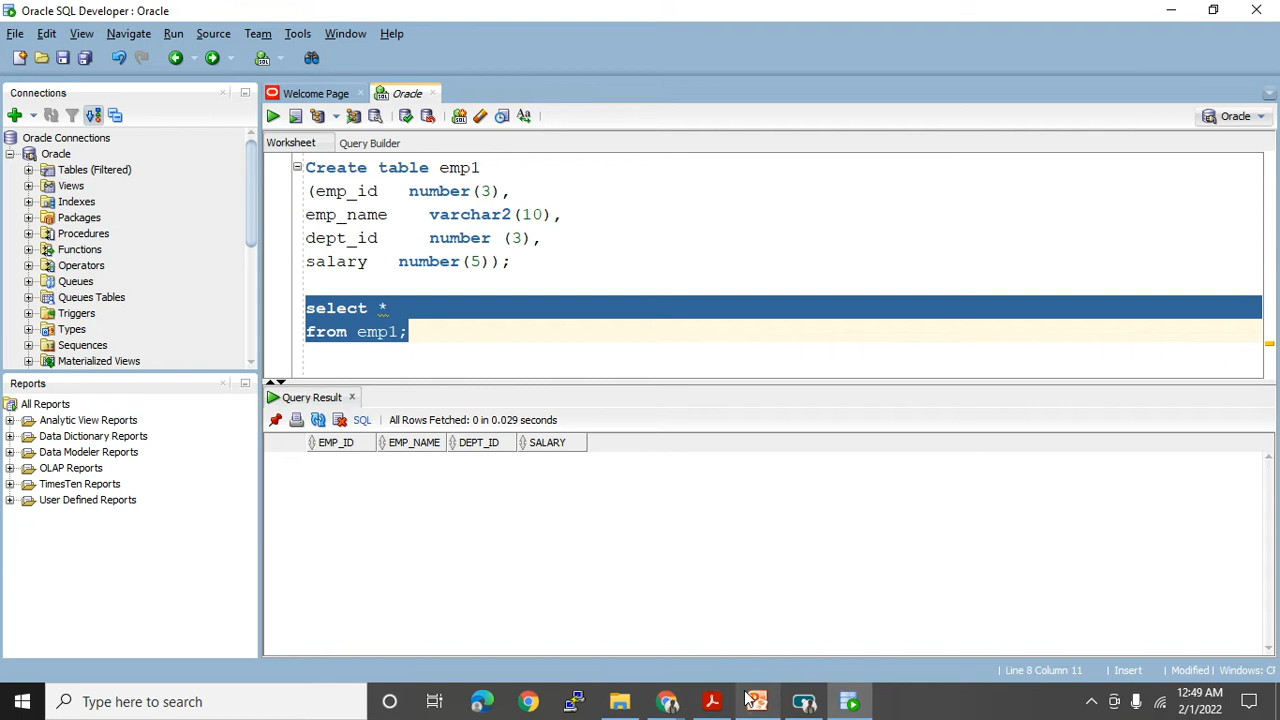 Oracle SQL Developer : Oracle
File Edit View Navigate Run Source Team Tools Window Help
Connections
Oracle Connections
Oracle
Tables (Filtered)
Views
Indexes
Packages
Procedures
Functions
Operators
Queues
Queues Tables
Triggers
Types
Sequences
Materialized Views
Reports
All Reports
Analytic View Reports
Data Dictionary Reports
Data Modeler Reports
OLAP Reports
TimesTen Reports
User Defined Reports
Welcome Page Oracle
Oracle
Worksheet Query Builder
Create table emp1
(emp_id number(3),
emp_name varchar2(10),
dept_id number (3),
salary number(5));
select *
from emp1;
Query Result
SQL All Rows Fetched: 0 in 0.029 seconds
EMP_ID EMP_NAME DEPT_ID SALARY
Line 8 Column 11 Insert Modified Windows: CF
Type here to search
12:49 AM
2/1/2022